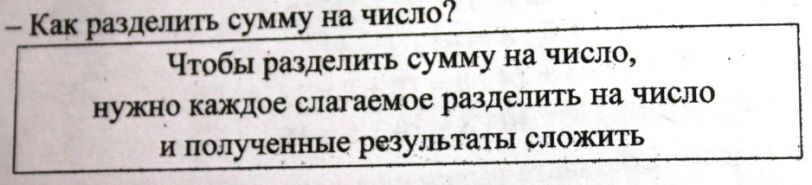 – Как разделить сумму на число?
Чтобы разделить сумму на число,
нужно каждое слагаемое разделить на число
и полученные результаты сложить